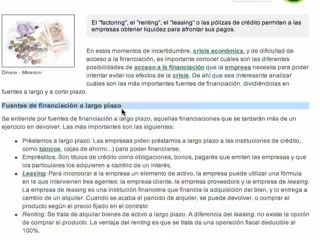 El "factoring", el "renting", el "leasing" o las pólizas de crédito permiten a las
empresas obtener liquidez para afrontar sus pagos.
En estos momentos de incertidumbre, crisis económica, y de dificultad de
acceso a la financiación, es importante conocer cuáles son las diferentes
posibilidades de acceso a la financiación que la empresa necesita para poder
intentar evitar los efectos de la crisis. De ahí que sea interesante analizar
cuáles son las más importantes fuentes de financiación, dividiéndolas en
largo y a corto plazo.
Dinero - Micaroni
Fuentes de financiación a largo plazo
Se entiende por fuentes de financiación a largo plazo, aquellas financiaciones que se tardarán más de un
ejercicio en devolver. Las más importantes son las siguientes:
Préstamos a largo plazo. Las empresas piden préstamos a largo plazo a las instituciones de crédito,
como bancos, cajas de ahorro...) para poder financiarse.
Empréstitos. Son títulos de crédito como obligaciones, bonos, pagarés que emiten las empresas y que
los particulares los adquieren a cambio de un interés.
Leasing. Para incorporar a la empresa un elemento de activo, la empresa puede utilizar una fórmula
en la que intervienen tres agentes: la empresa cliente, la empresa proveedora y la empresa de leasing.
La empresa de leasing es una institución financiera que financia la adquisición del bien, y lo entrega a
cambio de un alquiler. Cuando se acaba el periodo de alquiler, se puede devolver, o comprar el
producto según el precio fijado en el contrato
Renting. Se trata de alquilar bienes de activo a largo plazo. A diferencia del leasing, no existe la opción
de comprar el producto. La ventaja del renting es que se trata de una operación fiscal deducible al
100%.